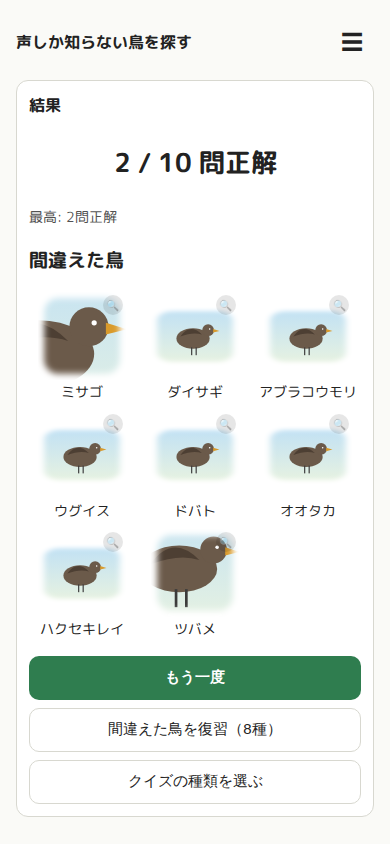 声しか知らない鳥を探す
結果
2 / 10 問正解
最高: 2問正解
間違えた鳥
ミサゴ
ダイサギ
アブラコウモリ
ウグイス
ドバト
オオタカ
ハクセキレイ
ツバメ
もう一度
間違えた鳥を復習（8種）
クイズの種類を選ぶ